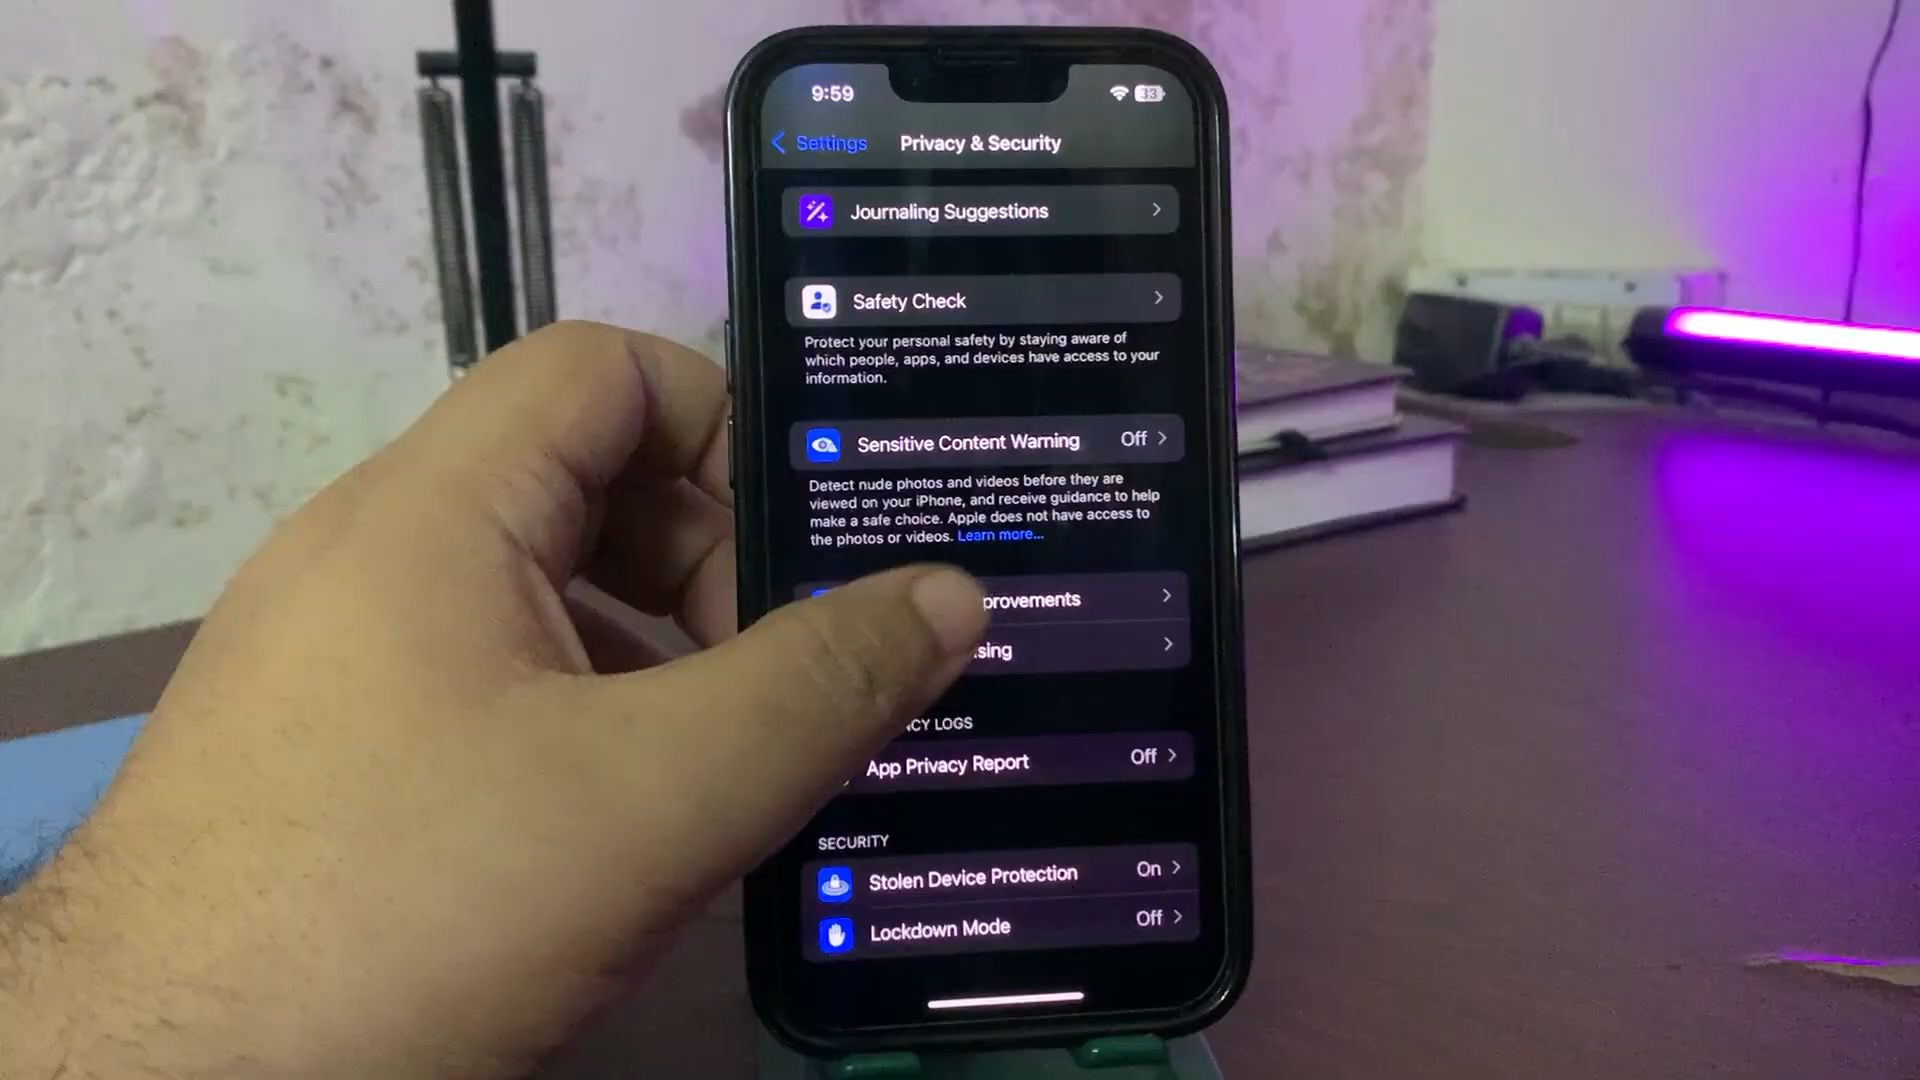 9:59
33
Settings
Privacy & Security
Journaling Suggestions
Safety Check
Protect your personal safety by staying aware of
which people, apps, and devices have access to your
information.
Sensitive Content Warning
Off
Detect nude photos and videos before they are
viewed on your iPhone, and receive guidance to help
make a safe choice. Apple does not have access to
the photos or videos. Learn more...
provements
sing
CY LOGS
App Privacy Report
Off
SECURITY
Stolen Device Protection
On
Lockdown Mode
Off